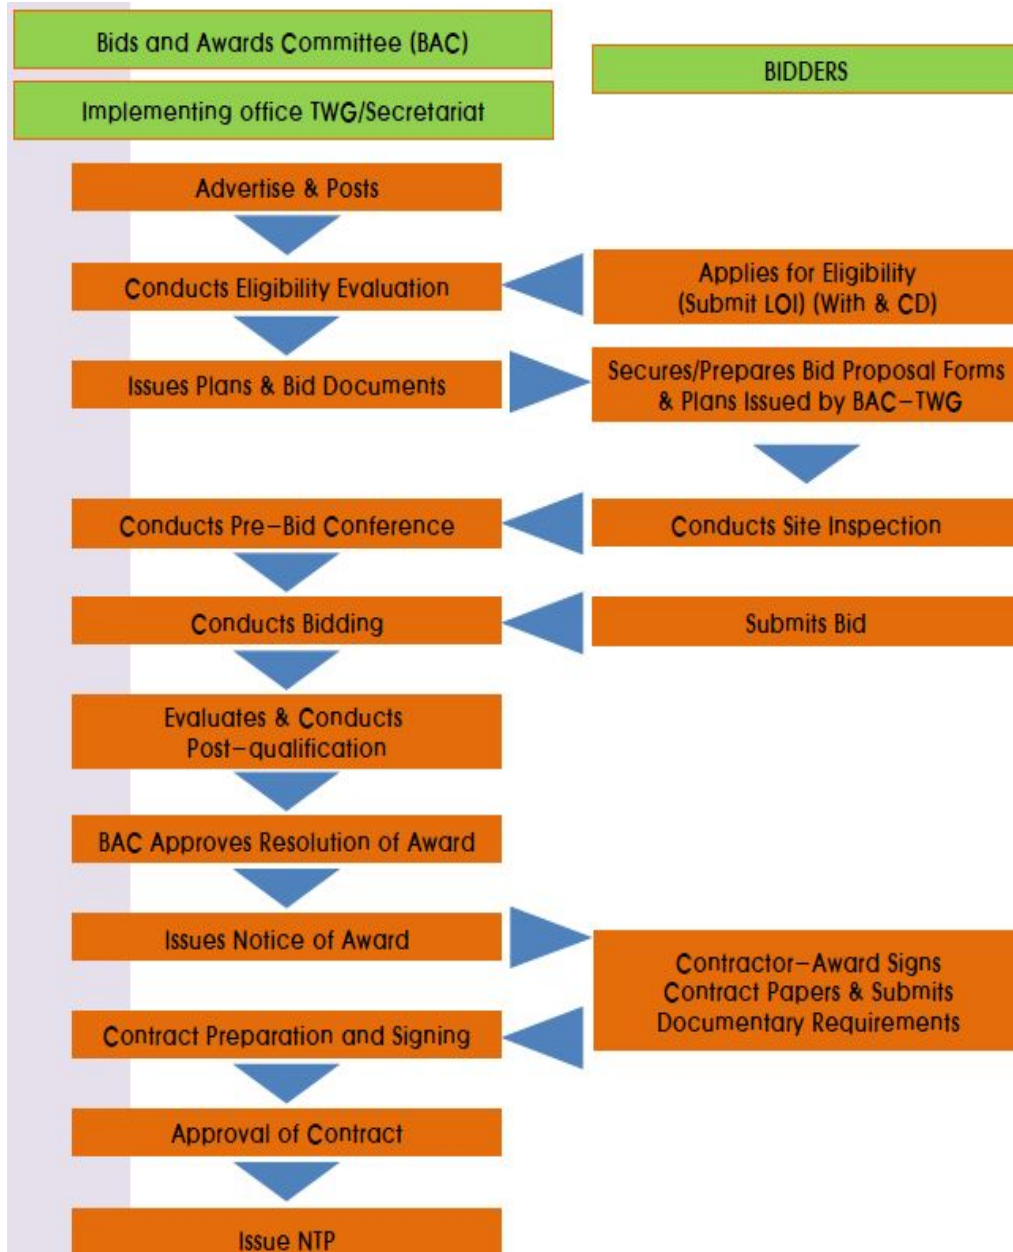 Bids and Awards Committee (BAC)
BIDDERS
Implementing office TWG/Secretariat
Advertise & Posts
Conducts Eligibility Evaluation
Applies for Eligibility
(Submit LOI) (With & CD)
Issues Plans & Bid Documents
Secures/Prepares Bid Proposal Forms
& Plans Issued by BAC-TWG
Conducts Pre-Bid Conference
Conducts Site Inspection
Conducts Bidding
Submits Bid
Evaluates & Conducts
Post-qualification
BAC Approves Resolution of Award
Issues Notice of Award
Contractor-Award Signs
Contract Papers & Submits
Documentary Requirements
Contract Preparation and Signing
Approval of Contract
Issue NTP